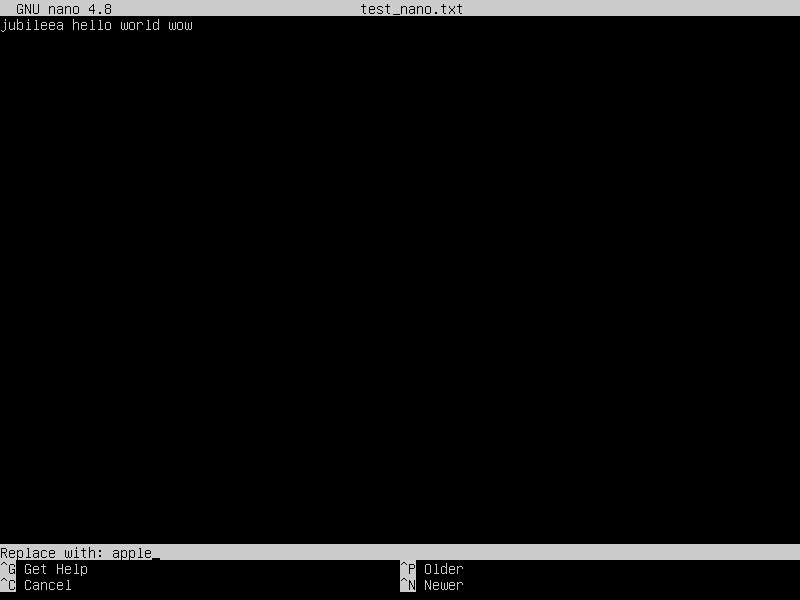 GNU nano 4.8 test_nano.txt
jubileea hello world wow
Replace with: apple_
^G Get Help ^P Older
^C Cancel ^N Newer